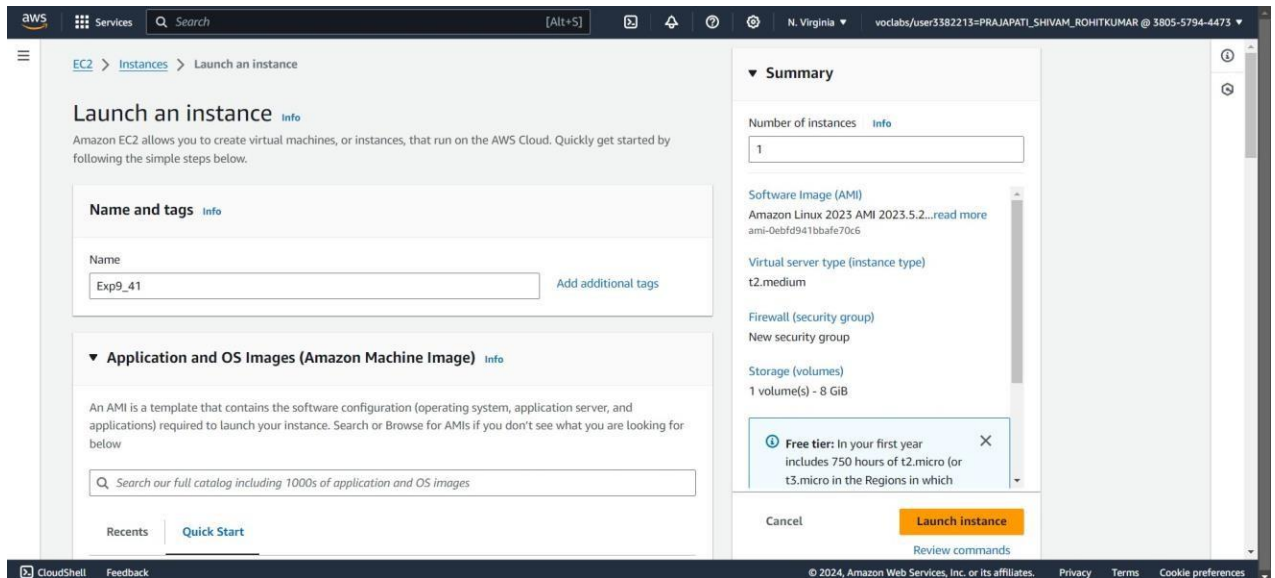 aws
Services
Search
[Alt+S]
N. Virginia
voclabs/user3382213=PRAJAPATI_SHIVAM_ROHITKUMAR @ 3805-5794-4473
EC2 > Instances > Launch an instance
Launch an instance Info
Amazon EC2 allows you to create virtual machines, or instances, that run on the AWS Cloud. Quickly get started by
following the simple steps below.
Name and tags Info
Name
Exp9_41
Add additional tags
Application and OS Images (Amazon Machine Image) Info
An AMI is a template that contains the software configuration (operating system, application server, and
applications) required to launch your instance. Search or Browse for AMIs if you don't see what you are looking for
below
Search our full catalog including 1000s of application and OS images
Recents
Quick Start
Summary
Number of instances Info
1
Software Image (AMI)
Amazon Linux 2023 AMI 2023.5.2...read more
ami-0ebfd941bbafe70c6
Virtual server type (instance type)
t2.medium
Firewall (security group)
New security group
Storage (volumes)
1 volume(s) - 8 GiB
Free tier: In your first year
includes 750 hours of t2.micro (or
t3.micro in the Regions in which
Cancel
Launch instance
Review commands
CloudShell
Feedback
© 2024, Amazon Web Services, Inc. or its affiliates.
Privacy
Terms
Cookie preferences